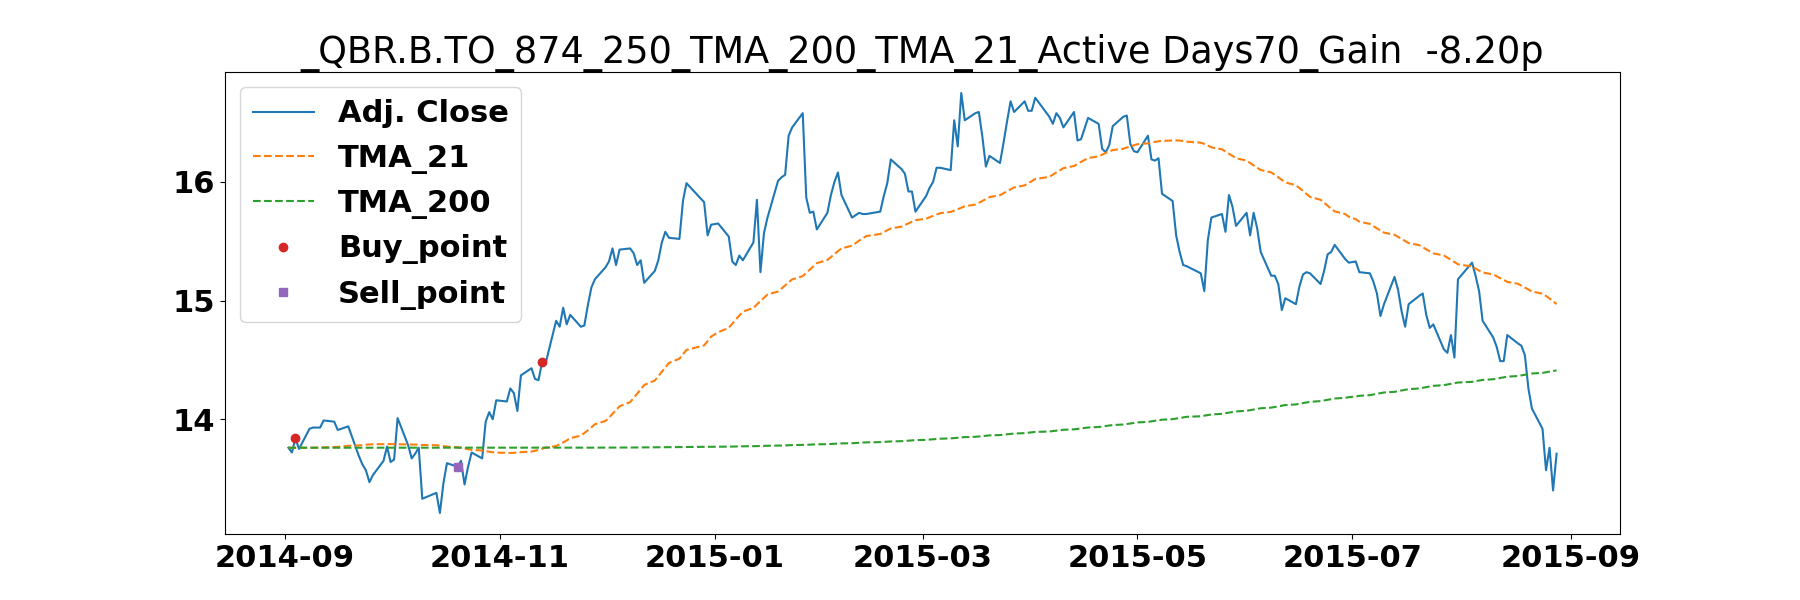 _QBR.B.TO_874_250_TMA_200_TMA_21_Active Days70_Gain  -8.20p
Adj. Close
TMA_21
TMA_200
Buy_point
Sell_point
16
15
14
2014-09 2014-11 2015-01 2015-03 2015-05 2015-07 2015-09